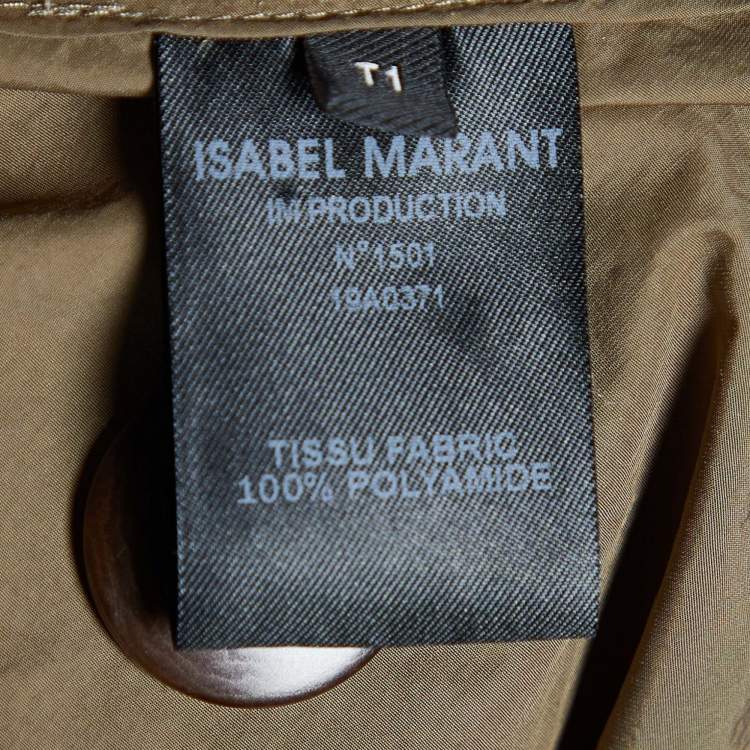 T1
ISABEL MARANT
IM PRODUCTION
N°1501
19A0371
TISSU FABRIC
100% POLYAMIDE